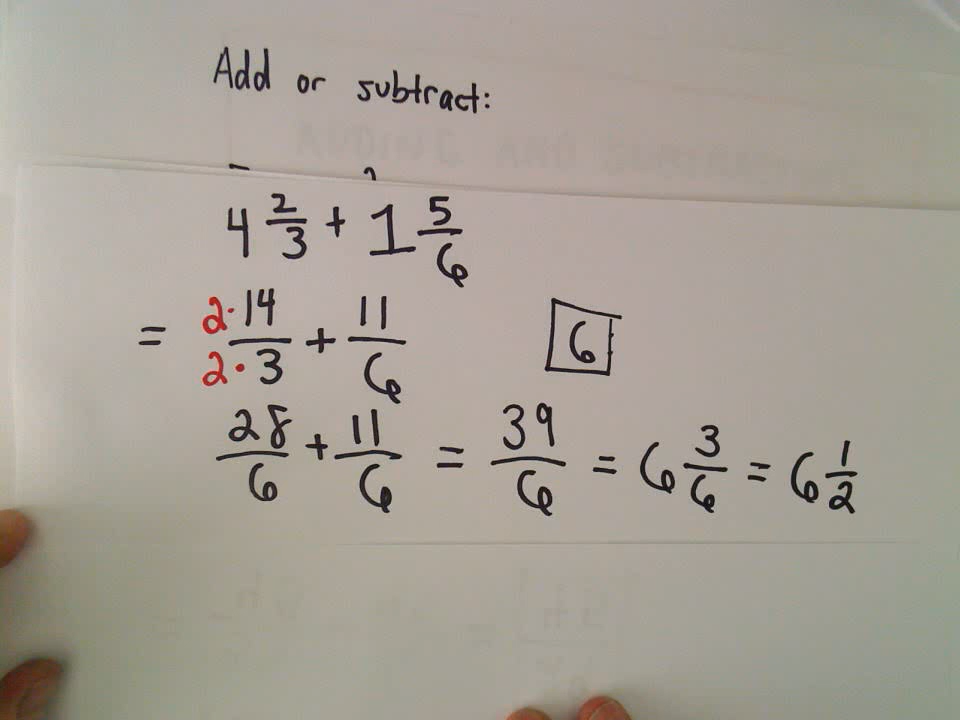 Add or subtract:
4 2/3 + 1 5/6
= 2·14/2·3 + 11/6
6
28/6 + 11/6 = 39/6 = 6 3/6 = 6 1/2